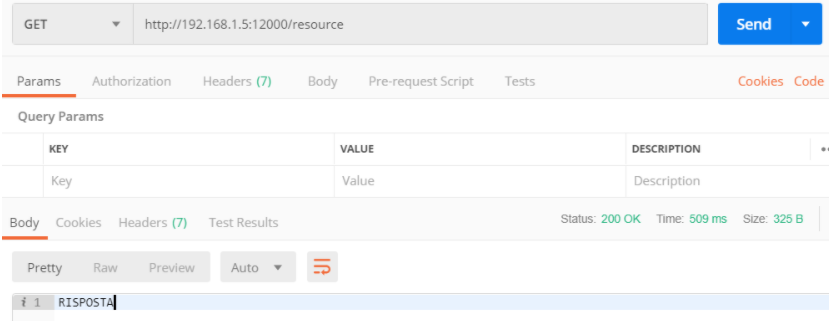 GET http://192.168.1.5:12000/resource Send
Params Authorization Headers (7) Body Pre-request Script Tests Cookies Code
Query Params
KEY VALUE DESCRIPTION
Key Value Description
Body Cookies Headers (7) Test Results Status: 200 OK Time: 509 ms Size: 325 B
Pretty Raw Preview Auto
i 1 RISPOSTA